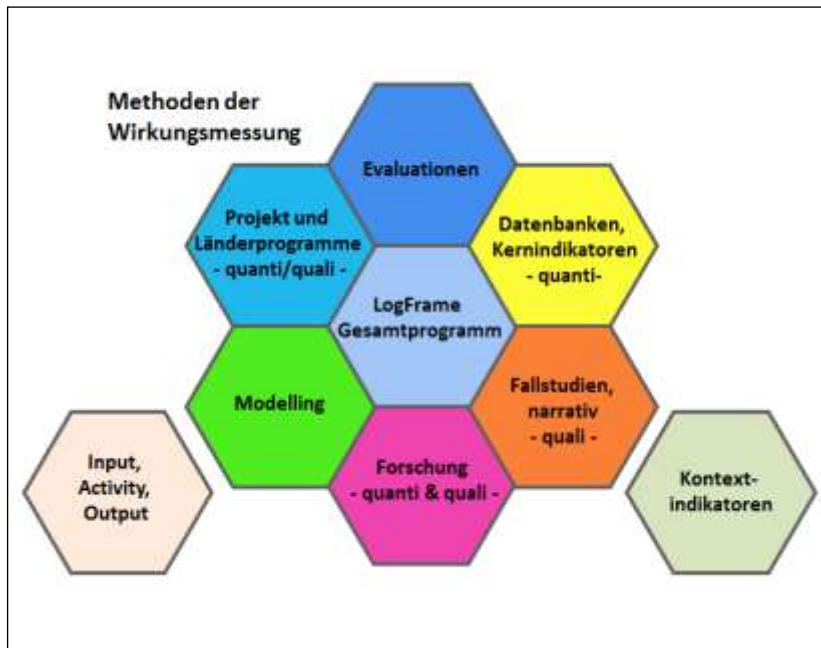 Methoden der
Wirkungsmessung
Evaluationen
Projekt und
Länderprogramme
- quanti/quali -
Datenbanken,
Kernindikatoren
- quanti-
LogFrame
Gesamtprogramm
Modelling
Fallstudien,
narrativ
- quali -
Input,
Activity,
Output
Forschung
- quanti & quali -
Kontext-
indikatoren